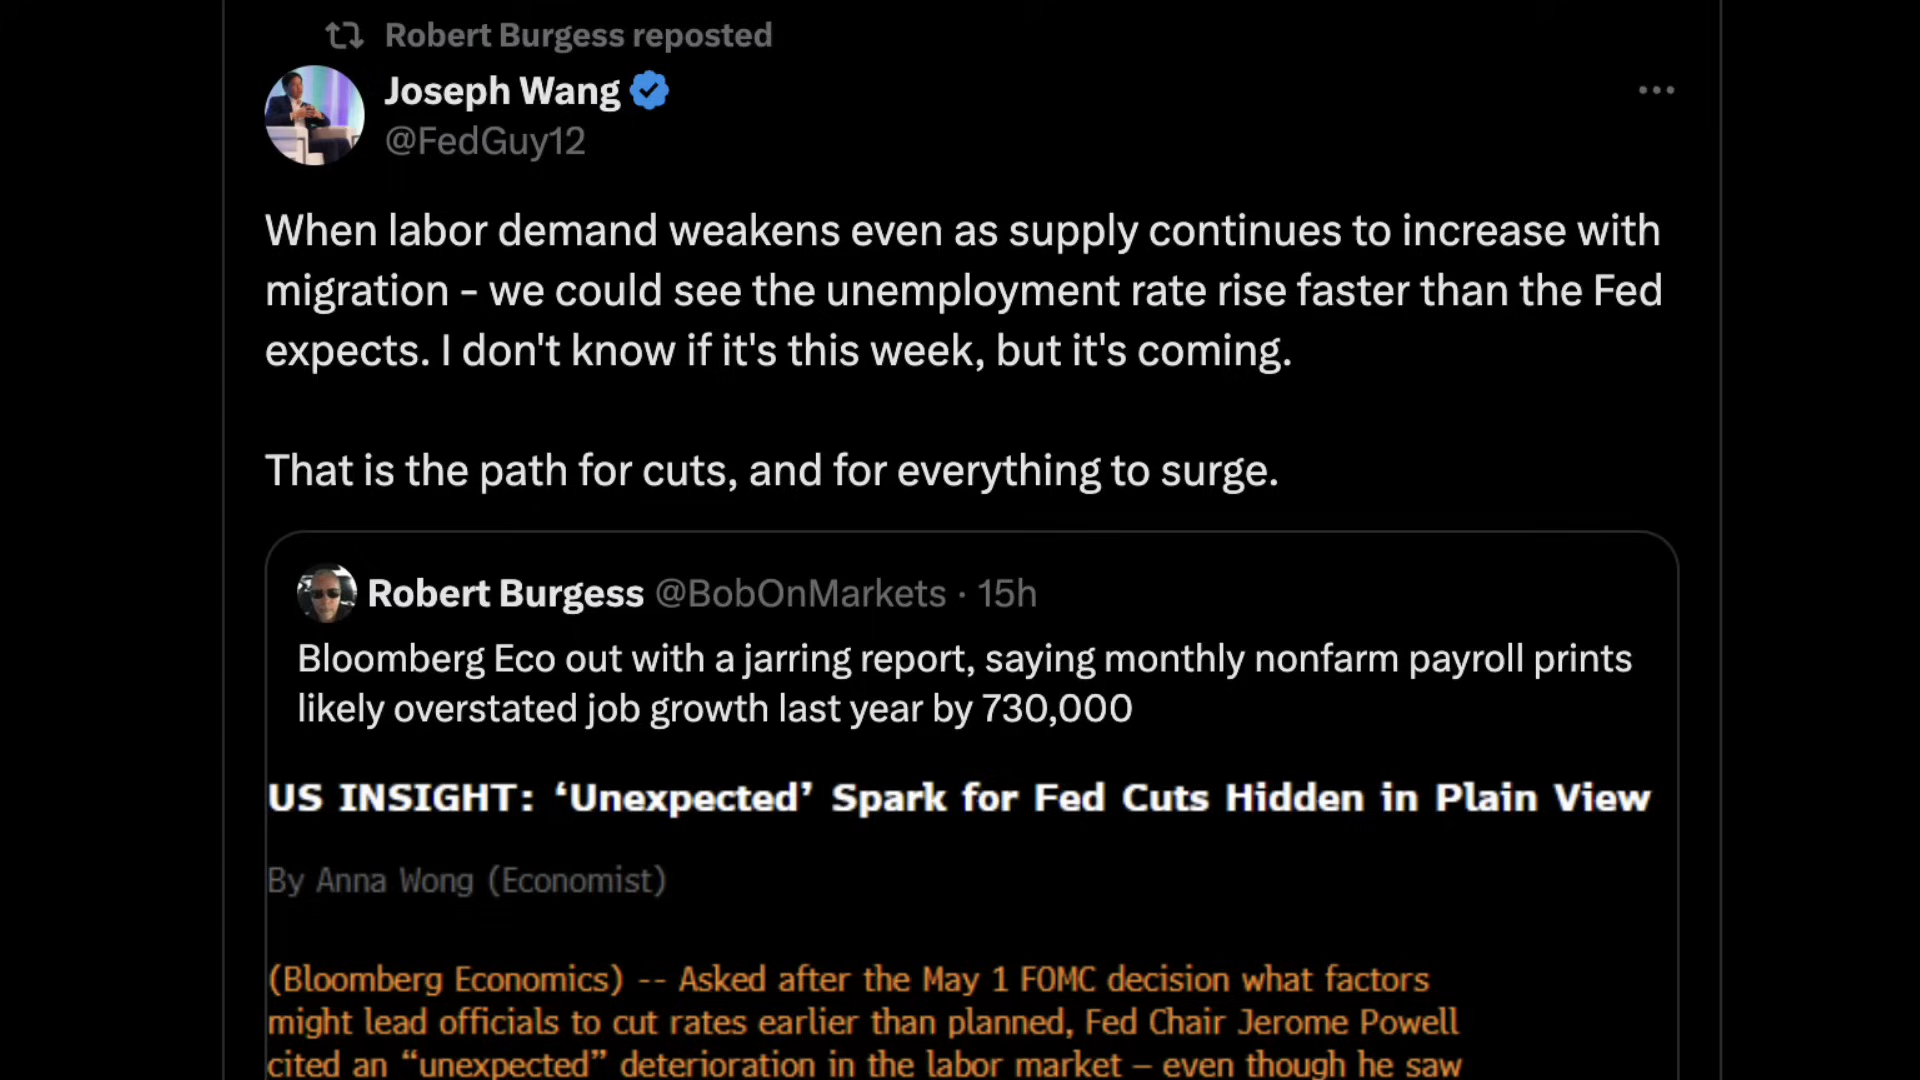 Robert Burgess reposted
Joseph Wang
@FedGuy12
When labor demand weakens even as supply continues to increase with
migration - we could see the unemployment rate rise faster than the Fed
expects. I don't know if it's this week, but it's coming.
That is the path for cuts, and for everything to surge.
Robert Burgess @BobOnMarkets · 15h
Bloomberg Eco out with a jarring report, saying monthly nonfarm payroll prints
likely overstated job growth last year by 730,000
US INSIGHT: ‘Unexpected’ Spark for Fed Cuts Hidden in Plain View
By Anna Wong (Economist)
(Bloomberg Economics) -- Asked after the May 1 FOMC decision what factors
might lead officials to cut rates earlier than planned, Fed Chair Jerome Powell
cited an “unexpected” deterioration in the labor market — even though he saw